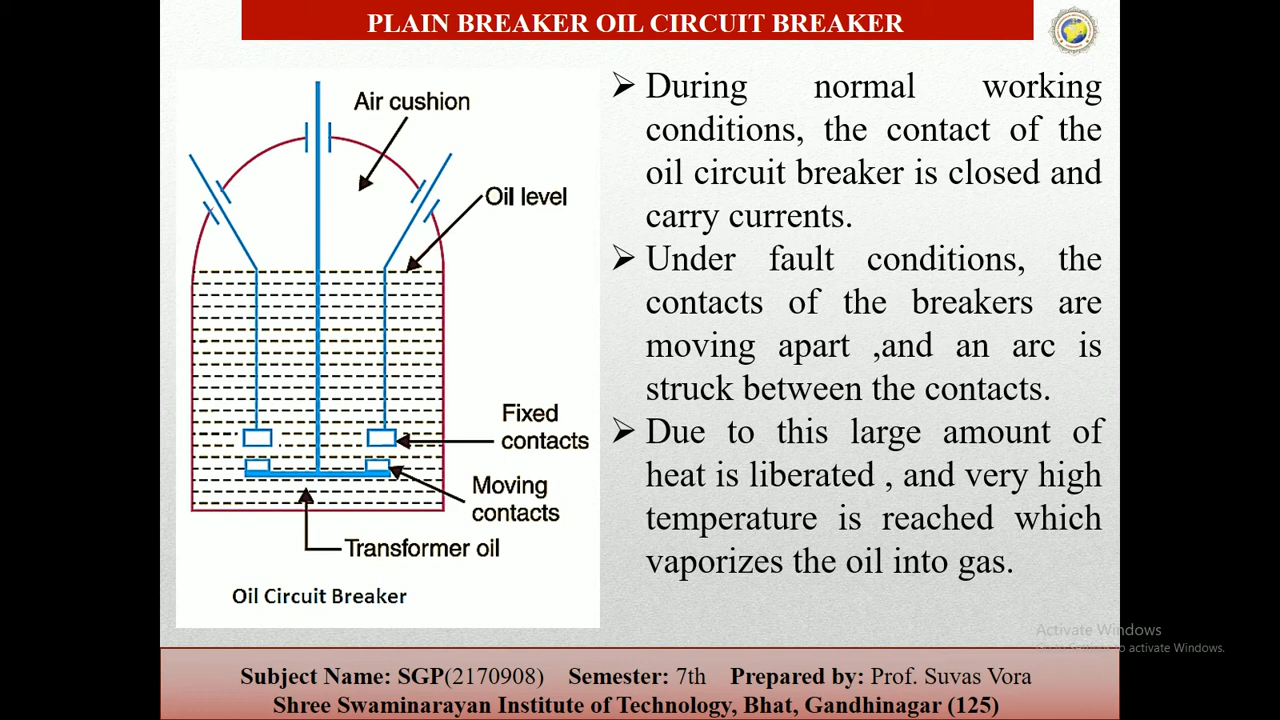 PLAIN BREAKER OIL CIRCUIT BREAKER
Air cushion
Oil level
Fixed
contacts
Moving
contacts
Transformer oil
Oil Circuit Breaker
➢ During normal working
conditions, the contact of the
oil circuit breaker is closed and
carry currents.
➢ Under fault conditions, the
contacts of the breakers are
moving apart ,and an arc is
struck between the contacts.
➢ Due to this large amount of
heat is liberated , and very high
temperature is reached which
vaporizes the oil into gas.
Activate Windows
to activate Windows.
Subject Name: SGP(2170908) Semester: 7th Prepared by: Prof. Suvas Vora
Shree Swaminarayan Institute of Technology, Bhat, Gandhinagar (125)